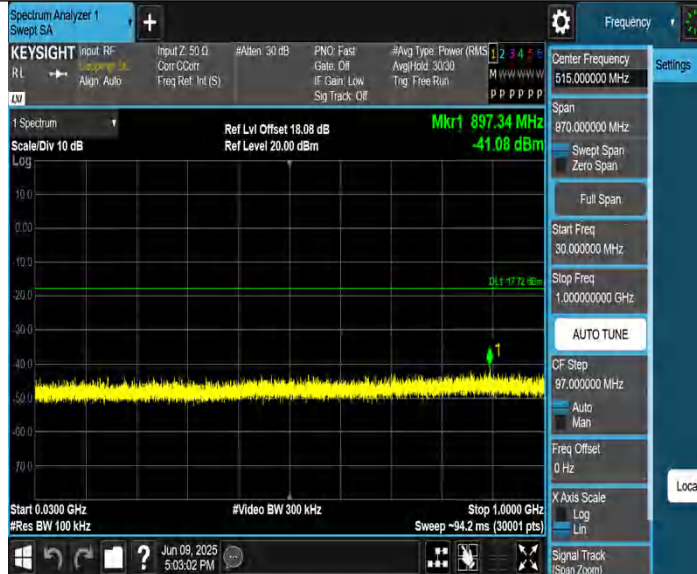 Spectrum Analyzer 1
Swept SA
+
Frequency
KEYSIGHT
RL
Input: RF
Align: Auto
Input Z: 50 Ω
Corr CCorr
Freq Ref: Int (S)
#Atten: 30 dB
PNO: Fast
Gate: Off
IF Gain: Low
Sig Track: Off
#Avg Type: Power (RMS
Avg|Hold: 30/30
Trig: Free Run
1 2 3 4 5 6
M W W W W W
P P P P P P
LXI
1 Spectrum
Scale/Div 10 dB
Log
Ref Lvl Offset 18.08 dB
Ref Level 20.00 dBm
Mkr1 897.34 MHz
-41.08 dBm
10.0
0.00
-10.0
-20.0
-30.0
-40.0
-50.0
-60.0
-70.0
DL1 -17.72 dBm
1
Start 0.0300 GHz
#Res BW 100 kHz
#Video BW 300 kHz
Stop 1.0000 GHz
Sweep ~94.2 ms (30001 pts)
Jun 09, 2025
5:03:02 PM
?
Center Frequency
515.000000 MHz
Settings
Span
970.000000 MHz
Swept Span
Zero Span
Full Span
Start Freq
30.000000 MHz
Stop Freq
1.000000000 GHz
AUTO TUNE
CF Step
97.000000 MHz
Auto
Man
Freq Offset
0 Hz
X Axis Scale
Log
Lin
Loca
Signal Track
(Span Zoom)